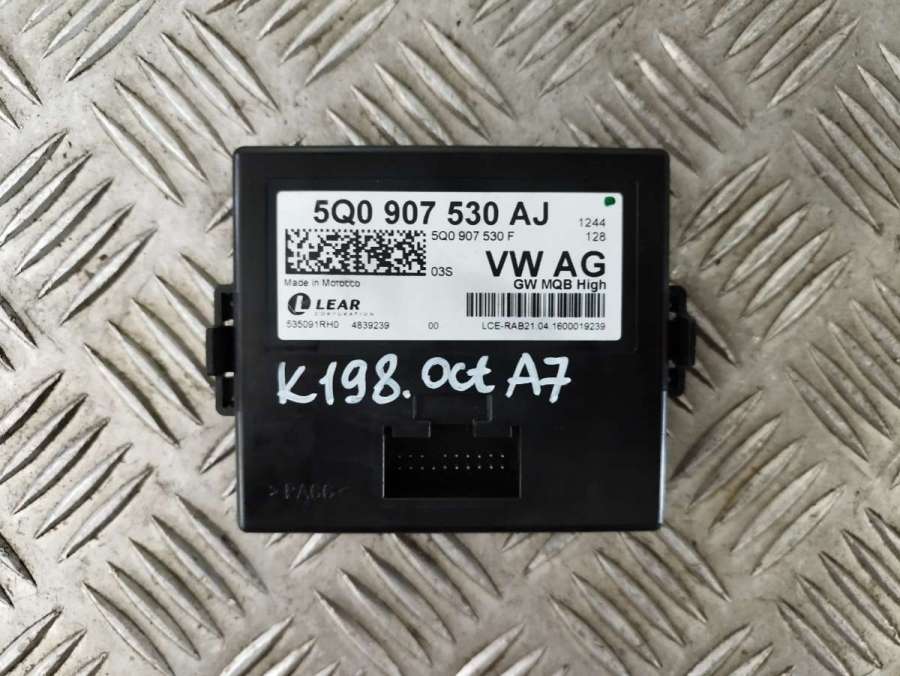 5Q0 907 530 AJ
1244
5Q0 907 530 F
128
03S
VW AG
Made in Morocco
GW MQB High
LEAR
CORPORATION
535091RH0 4839239 00 LCE-RAB21.04.1600019239
K198. Oct A7
>PA66<